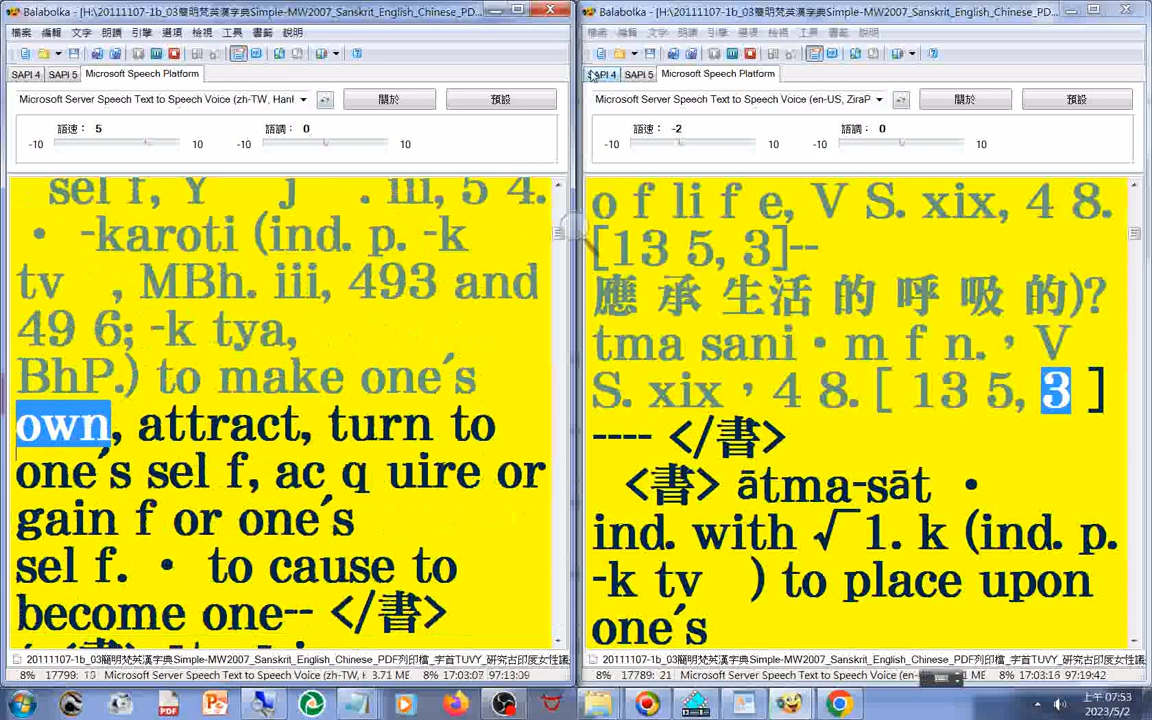 Balabolka - [H:\20111107-1b_03簡明梵英漢字典Simple-MW2007_Sanskrit_English_Chinese_PD...
檔案 編輯 文字 朗讀 引擎 選項 檢視 工具 書籤 說明
SAPI 4 SAPI 5 Microsoft Speech Platform
Microsoft Server Speech Text to Speech Voice (zh-TW, HanH 關於 預設
語速： 5 語調： 0
-10 10 -10 10
sel f, Y j . iii, 5 4.
• -karoti (ind. p. -k
tv , MBh. iii, 493 and
49 6; -k tya,
BhP.) to make one´s
own, attract, turn to
one´s sel f, ac q uire or
gain f or one´s
sel f. • to cause to
become one-- </書>
20111107-1b_03簡明梵英漢字典Simple-MW2007_Sanskrit_English_Chinese_PDF列印檔_字首TUVY_研究古印度女性議
8% 17799: 10 Microsoft Server Speech Text to Speech Voice (zh-TW, H 3.71 MB 8% 17:03:07/97:13:09
Balabolka - [H:\20111107-1b_03簡明梵英漢字典Simple-MW2007_Sanskrit_English_Chinese_PDF...
檔案 編輯 文字 朗讀 引擎 選項 檢視 工具 書籤 說明
SAPI 4 SAPI 5 Microsoft Speech Platform
Microsoft Server Speech Text to Speech Voice (en-US, ZiraP 關於 預設
語速： -2 語調： 0
-10 10 -10 10
o f li f e, V S. xix, 4 8.
[13 5, 3]--
應 承 生活 的 呼 吸 的)?
tma sani • m f n.，V
S. xix，4 8. [ 13 5, 3 ]
---- </書>
<書> ātma-sāt •
ind. with √ 1. k (ind. p.
-k tv ) to place upon
one´s
20111107-1b_03簡明梵英漢字典Simple-MW2007_Sanskrit_English_Chinese_PDF列印檔_字首TUVY_研究古印度女性議
8% 17789: 21 Microsoft Server Speech Text to Speech 8% 17:03:16/97:19:42
上午 07:53
2023/5/2